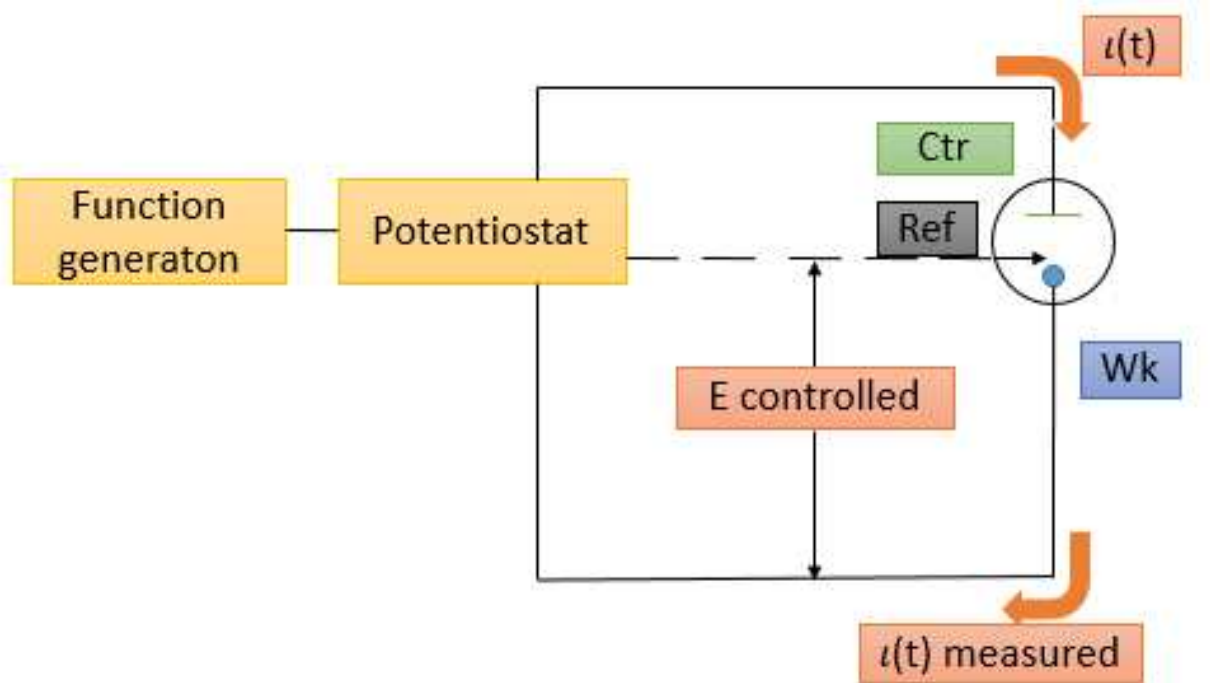 ι(t)
Ctr
Function
generaton
Potentiostat
Ref
Wk
E controlled
ι(t) measured